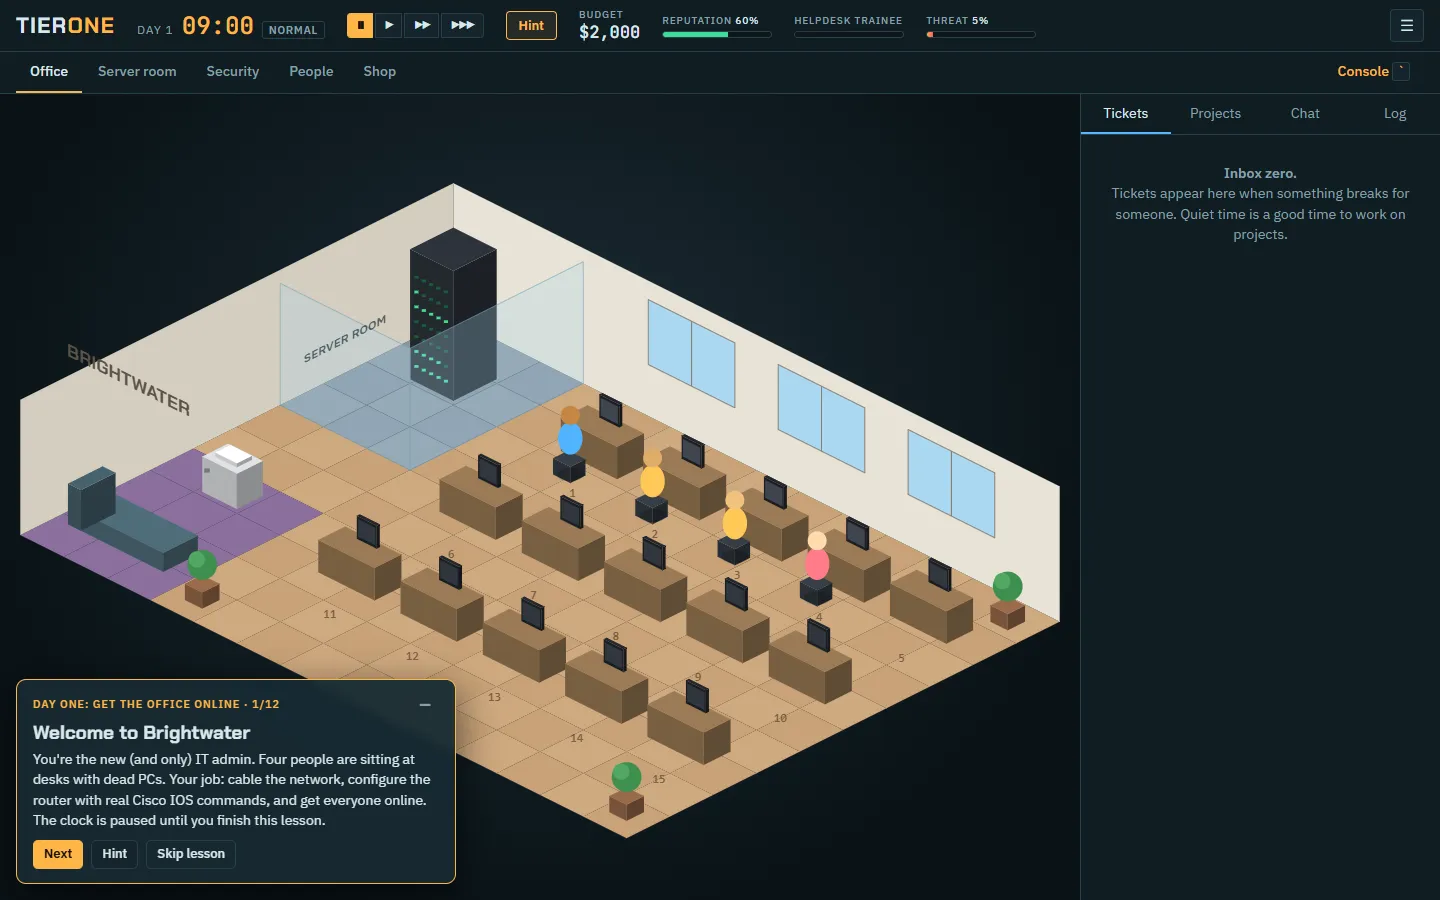 TIERONE DAY 1 09:00 NORMAL Hint BUDGET $2,000 REPUTATION 60% HELPDESK TRAINEE THREAT 5%
Office Server room Security People Shop Console `
Tickets Projects Chat Log
Inbox zero.
Tickets appear here when something breaks for
someone. Quiet time is a good time to work on
projects.
SERVER ROOM
BRIGHTWATER
1
2
3
4
5
6
7
8
9
10
11
12
13
14
15
DAY ONE: GET THE OFFICE ONLINE · 1/12
Welcome to Brightwater
You're the new (and only) IT admin. Four people are sitting at
desks with dead PCs. Your job: cable the network, configure the
router with real Cisco IOS commands, and get everyone online.
The clock is paused until you finish this lesson.
Next Hint Skip lesson